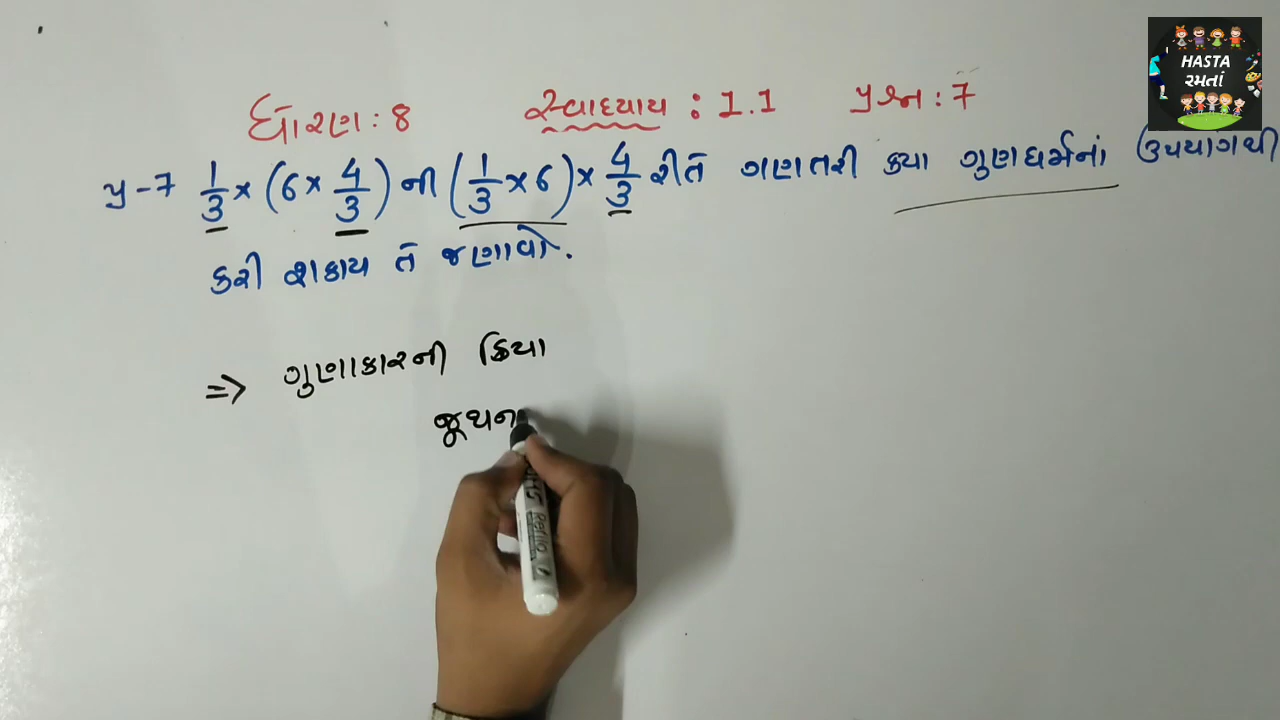 HASTA
રમતાં
ધોરણ : 8 સ્વાધ્યાય : 1.1 પ્રશ્ન : 7
પ્ર-7 1/3 × (6 × 4/3) ની (1/3 × 6) × 4/3 રીતે ગણતરી કયા ગુણધર્મનાં ઉપયોગથી
કરી શકાય તે જણાવો.
⇒ ગુણાકારની ક્રિયા
જૂથન